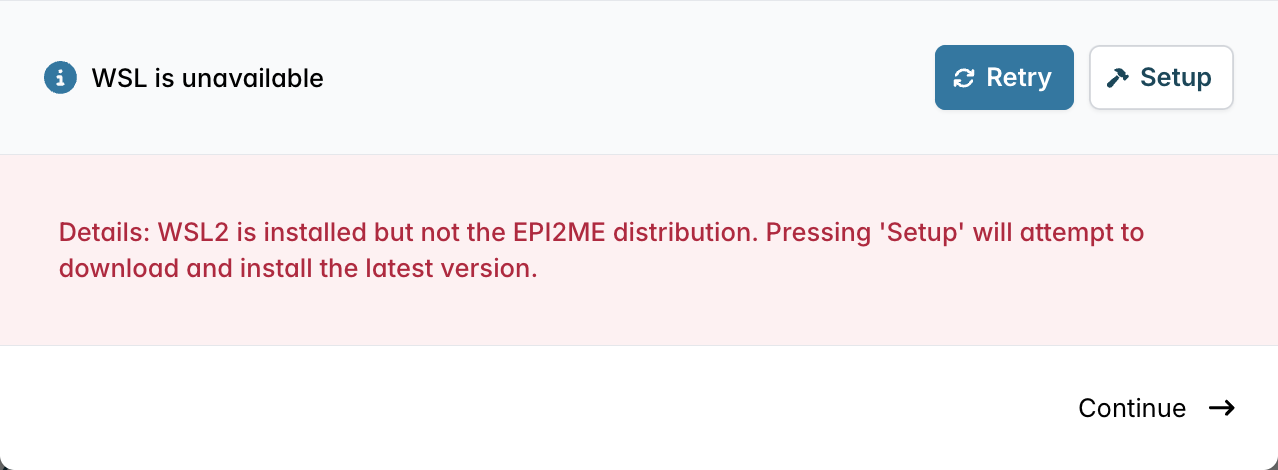 WSL is unavailable
Retry
Setup
Details: WSL2 is installed but not the EPI2ME distribution. Pressing 'Setup' will attempt to
download and install the latest version.
Continue